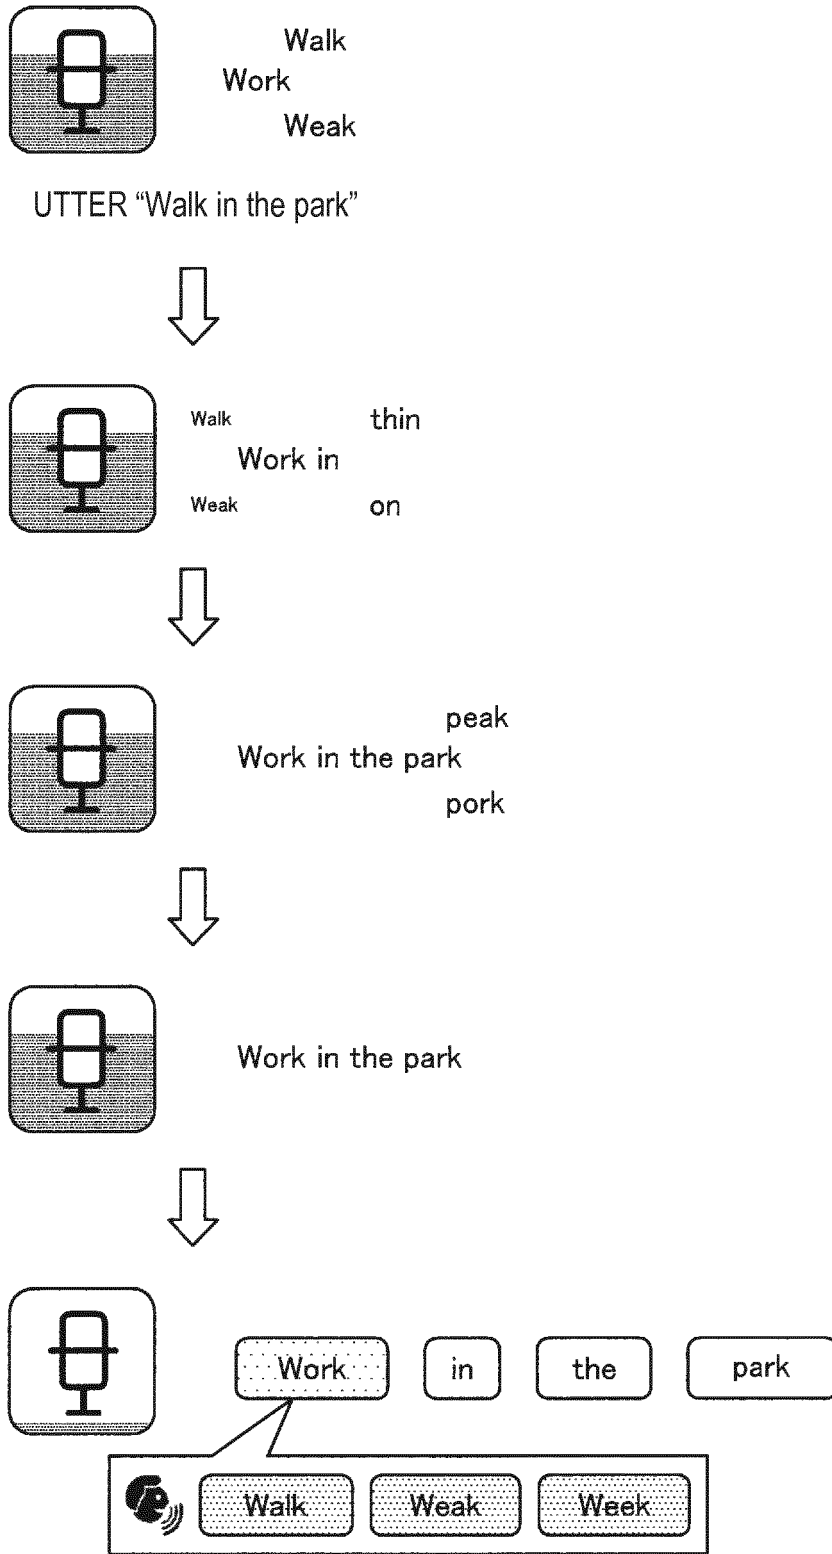 Walk
Work
Weak
UTTER “Walk in the park”
Walk thin
Work in
Weak on
peak
Work in the park
pork
Work in the park
Work in the park
Walk Weak Week